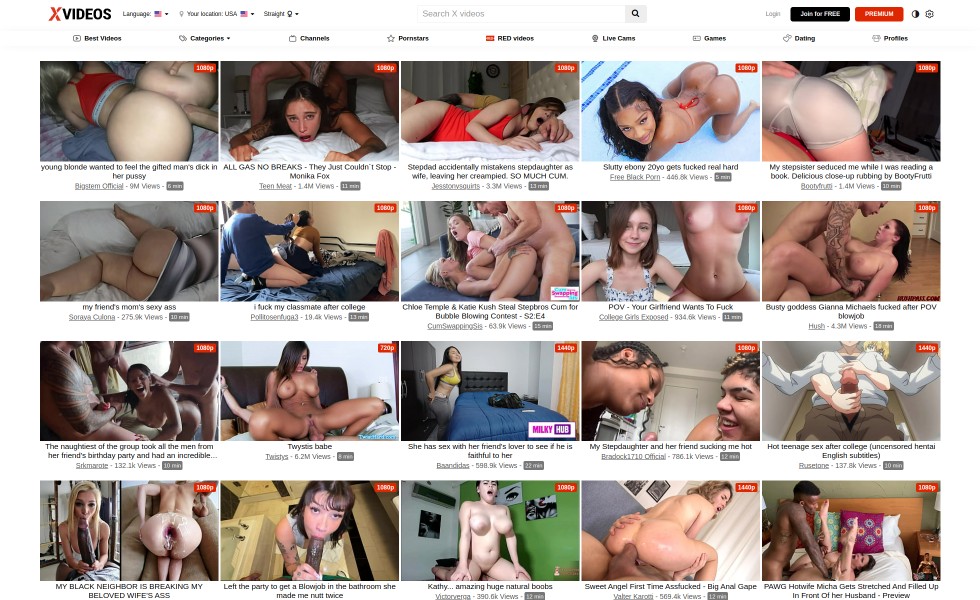 XVIDEOS
Language:
Your location: USA
Straight
Search X videos
Login
Join for FREE
PREMIUM
Best Videos
Categories
Channels
Pornstars
RED videos
Live Cams
Games
Dating
Profiles
1080p
1080p
1080p
1080p
1080p
young blonde wanted to feel the gifted man's dick in
her pussy
Bigstem Official - 9M Views - 6 min
ALL GAS NO BREAKS - They Just Couldn´t Stop -
Monika Fox
Teen Meat - 1.4M Views - 11 min
Stepdad accidentally mistakens stepdaughter as
wife, leaving her creampied. SO MUCH CUM.
Jesstonysquirts - 3.3M Views - 13 min
Slutty ebony 20yo gets fucked real hard
Free Black Porn - 446.8k Views - 5 min
My stepsister seduced me while I was reading a
book. Delicious close-up rubbing by BootyFrutti
Bootyfrutti - 1.4M Views - 10 min
1080p
1080p
1080p
1080p
1080p
my friend's mom's sexy ass
Soraya Culona - 275.9k Views - 10 min
i fuck my classmate after college
Pollitosenfuga3 - 19.4k Views - 13 min
Chloe Temple & Katie Kush Steal Stepbros Cum for
Bubble Blowing Contest - S2:E4
CumSwappingSis - 63.9k Views - 15 min
POV - Your Girlfriend Wants To Fuck
College Girls Exposed - 934.6k Views - 11 min
Busty goddess Gianna Michaels fucked after POV
blowjob
Hush - 4.3M Views - 18 min
1080p
720p
1440p
1080p
1440p
MILKY HUB
The naughtiest of the group took all the men from
her friend's birthday party and had an incredible...
Srkmarote - 132.1k Views - 10 min
Twystis babe
Twistys - 6.2M Views - 8 min
She has sex with her friend's lover to see if he is
faithful to her
Baandidas - 598.9k Views - 22 min
My Stepdaughter and her friend sucking me hot
Bradock1710 Official - 786.1k Views - 12 min
Hot teenage sex after college (uncensored hentai
English subtitles)
Rusetone - 137.8k Views - 10 min
1080p
1080p
1080p
1440p
1080p
MY BLACK NEIGHBOR IS BREAKING MY
BELOVED WIFE'S ASS
Left the party to get a Blowjob in the bathroom she
made me nutt twice
Kathy... amazing huge natural boobs
Victorverga - 390.6k Views - 12 min
Sweet Angel First Time Assfucked - Big Anal Gape
Valter Karotti - 569.4k Views - 12 min
PAWG Hotwife Micha Gets Stretched And Filled Up
In Front Of her Husband - Preview